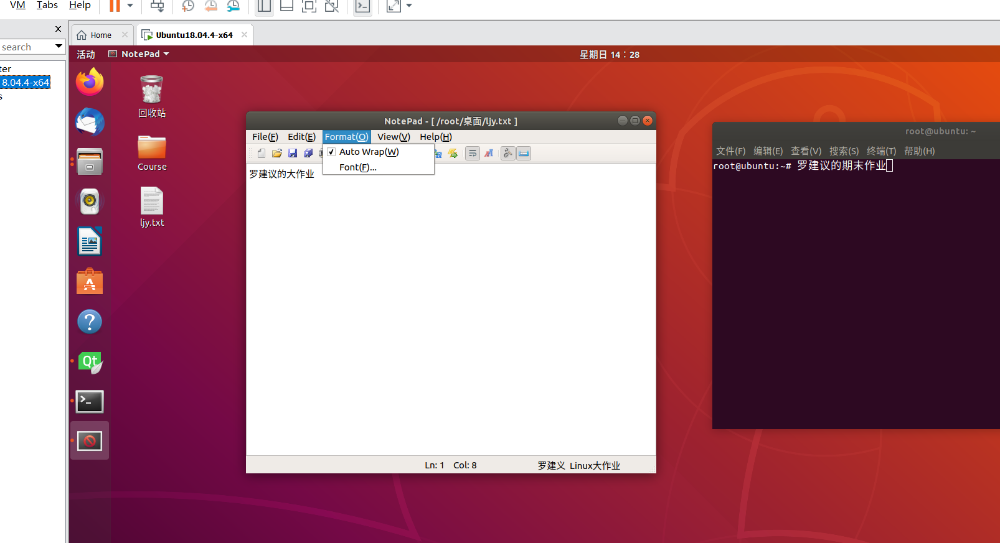 VM Tabs Help
x
Home Ubuntu18.04.4-x64
search
ter
8.04.4-x64
s
活动 NotePad 星期日 14：28
回收站
Course
ljy.txt
NotePad - [ /root/桌面/ljy.txt ]
File(F) Edit(E) Format(O) View(V) Help(H)
Auto Wrap(W)
Font(F)...
罗建议的大作业
Ln: 1 Col: 8 罗建义 Linux大作业
root@ubuntu: ~
文件(F) 编辑(E) 查看(V) 搜索(S) 终端(T) 帮助(H)
root@ubuntu:~# 罗建议的期末作业
Qt